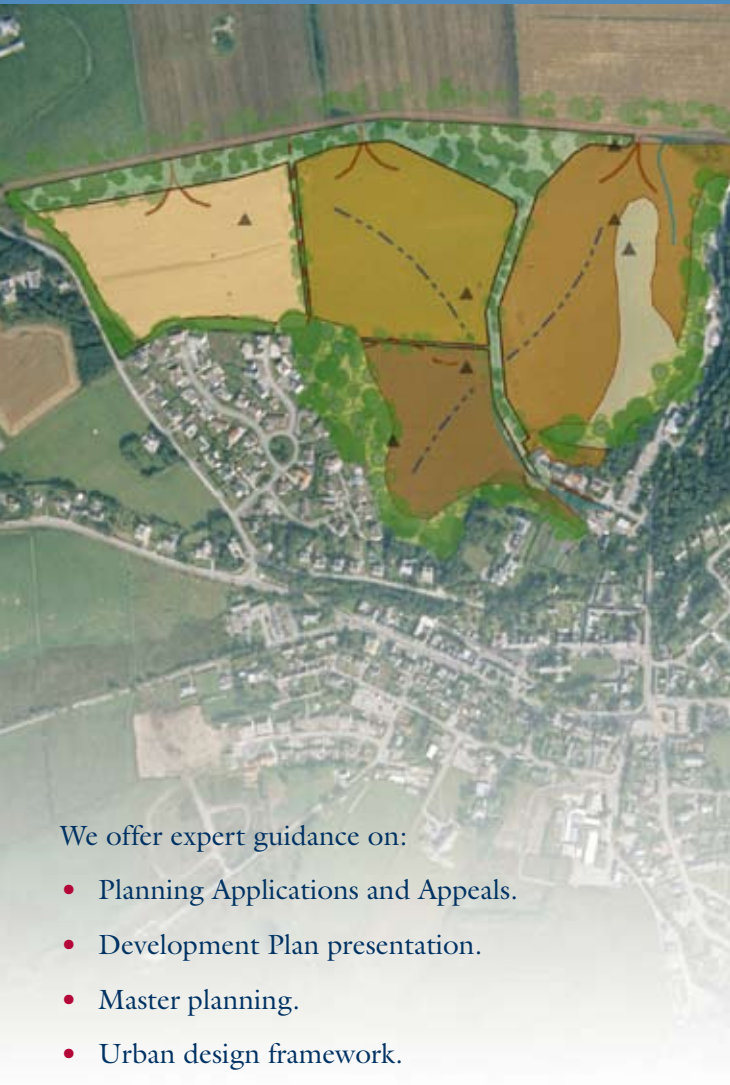 We offer expert guidance on:
• Planning Applications and Appeals.
• Development Plan presentation.
• Master planning.
• Urban design framework.